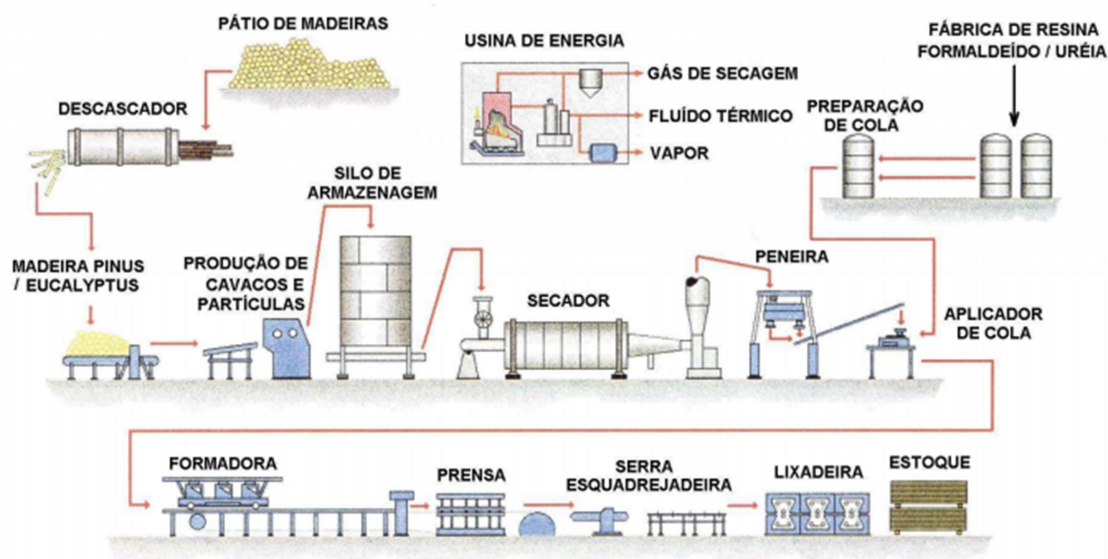 PÁTIO DE MADEIRAS
DESCASCADOR
USINA DE ENERGIA
GÁS DE SECAGEM
FLUÍDO TÉRMICO
VAPOR
FÁBRICA DE RESINA
FORMALDEÍDO / URÉIA
PREPARAÇÃO
DE COLA
MADEIRA PINUS
/ EUCALYPTUS
PRODUÇÃO DE
CAVACOS E
PARTÍCULAS
SILO DE
ARMAZENAGEM
SECADOR
PENEIRA
APLICADOR
DE COLA
FORMADORA
PRENSA
SERRA
ESQUADREJADEIRA
LIXADEIRA
ESTOQUE